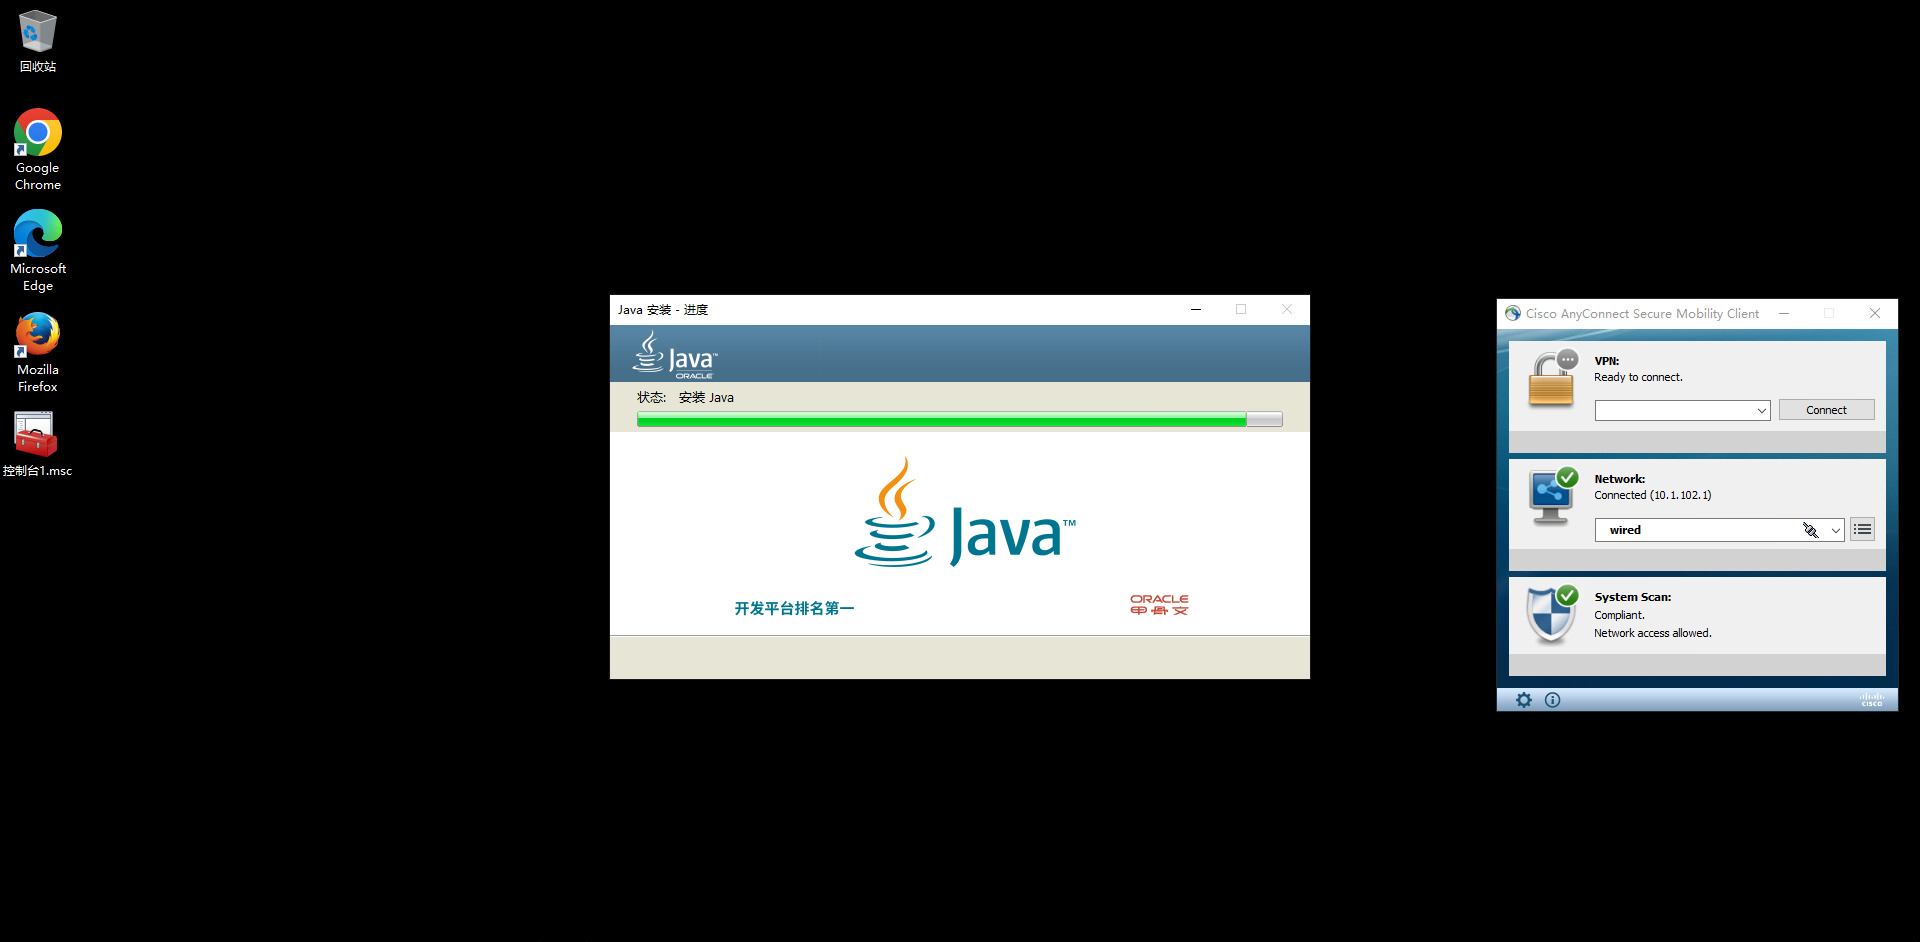 回收站
Google
Chrome
Microsoft
Edge
Mozilla
Firefox
控制台1.msc
Java 安装 - 进度
Java™
ORACLE
状态: 安装 Java
Java™
开发平台排名第一
ORACLE
甲骨文
Cisco AnyConnect Secure Mobility Client
VPN:
Ready to connect.
Connect
Network:
Connected (10.1.102.1)
wired
System Scan:
Compliant.
Network access allowed.
CISCO